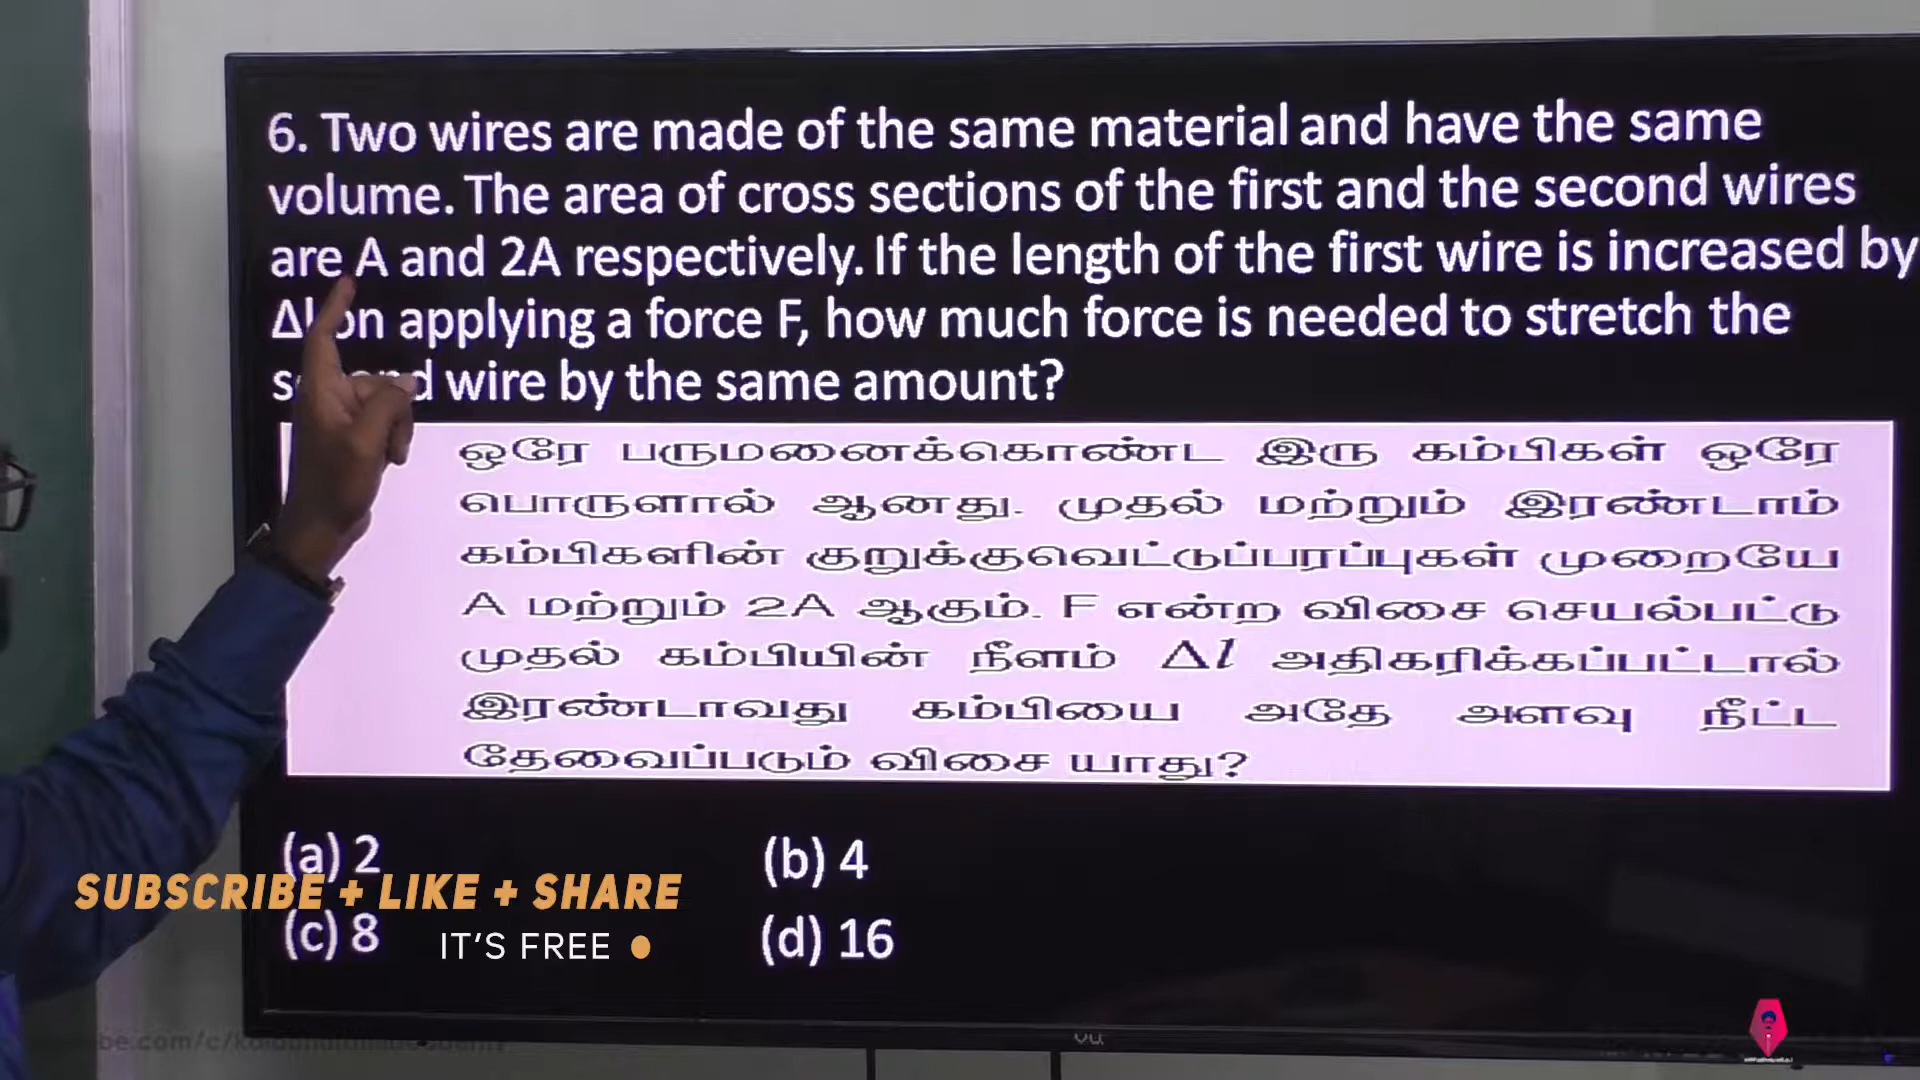 6. Two wires are made of the same material and have the same
volume. The area of cross sections of the first and the second wires
are A and 2A respectively. If the length of the first wire is increased by
Δl on applying a force F, how much force is needed to stretch the
wire by the same amount?
ஒரே பருமனைக்கொண்ட இரு கம்பிகள் ஒரே
பொருளால் ஆனது. முதல் மற்றும் இரண்டாம்
கம்பிகளின் குறுக்குவெட்டுப்பரப்புகள் முறையே
A மற்றும் 2A ஆகும். F என்ற விசை செயல்பட்டு
முதல் கம்பியின் நீளம் Δl அதிகரிக்கப்பட்டால்
இரண்டாவது கம்பியை அதே அளவு நீட்ட
தேவைப்படும் விசை யாது?
(a) 2 (b) 4
SUBSCRIBE + LIKE + SHARE
(c) 8 (d) 16
IT'S FREE